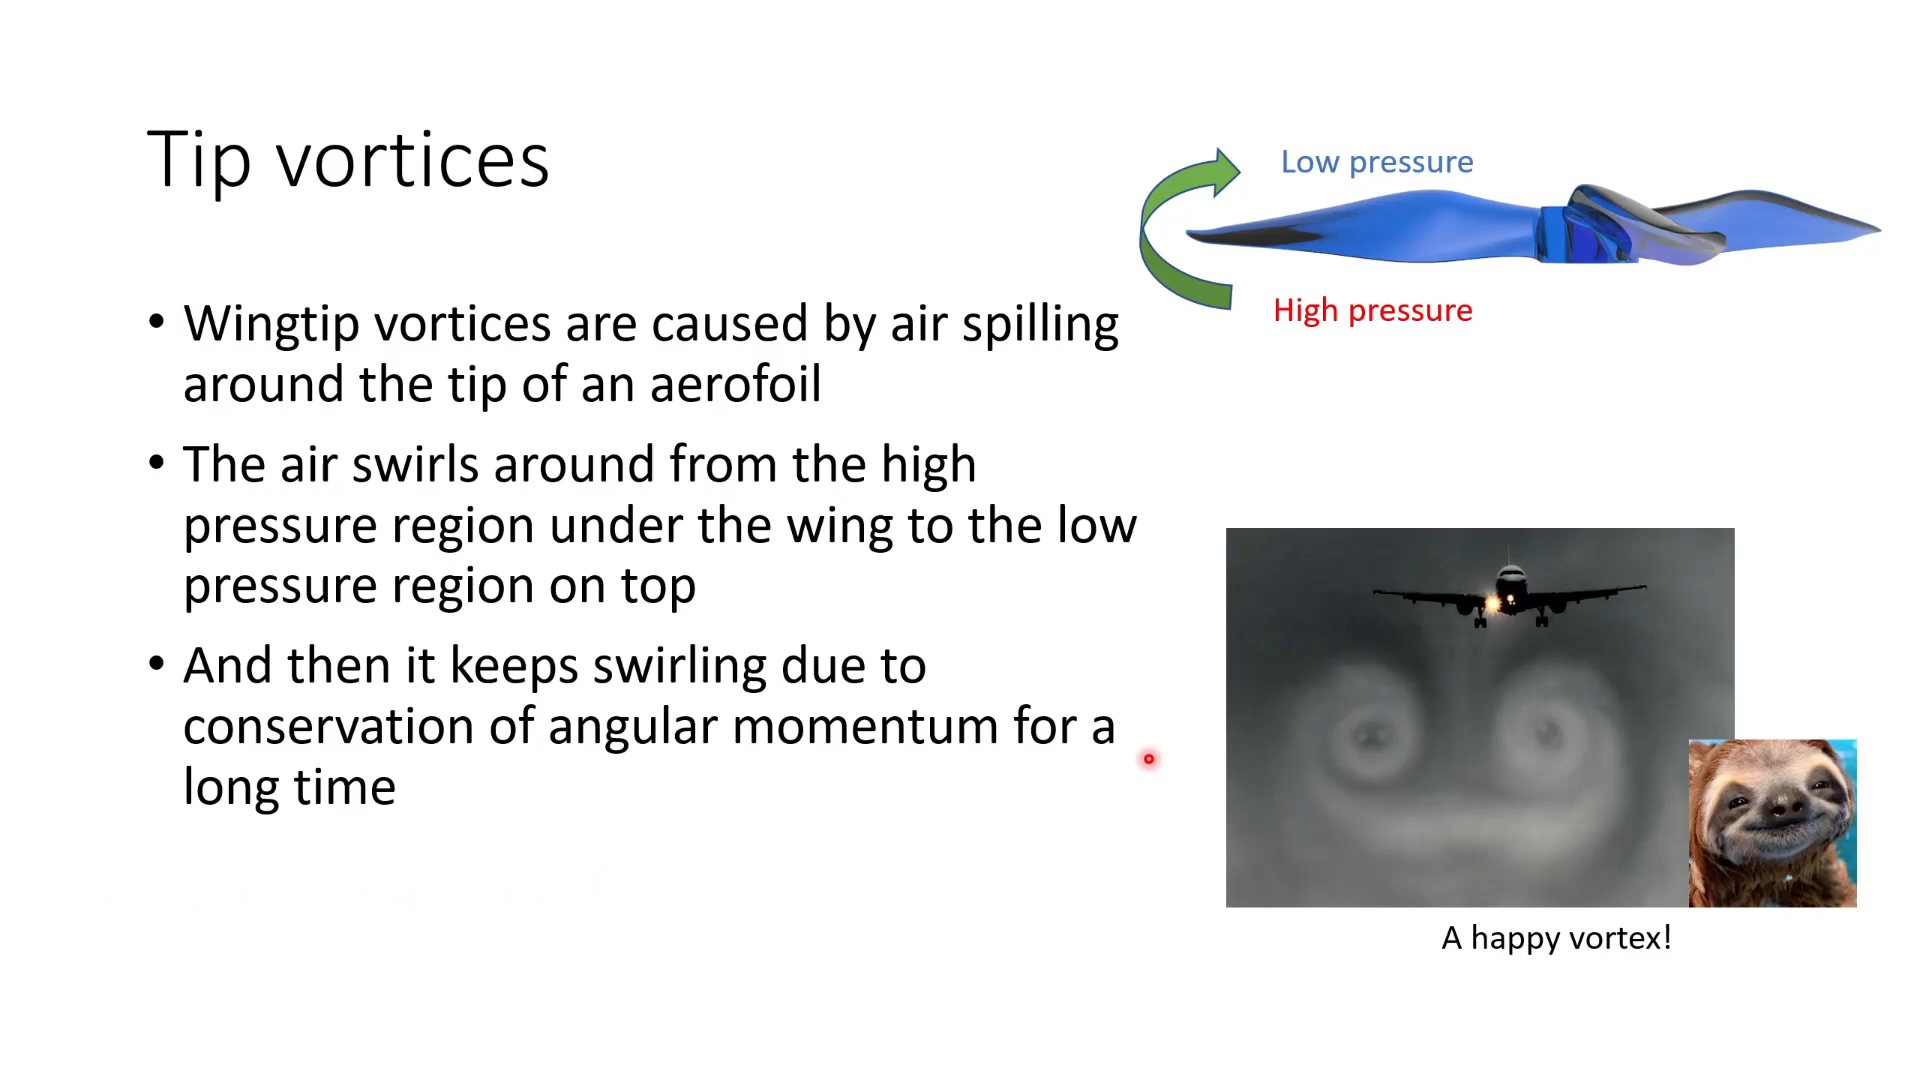 Tip vortices
Low pressure
High pressure
• Wingtip vortices are caused by air spilling
around the tip of an aerofoil
• The air swirls around from the high
pressure region under the wing to the low
pressure region on top
• And then it keeps swirling due to
conservation of angular momentum for a
long time
A happy vortex!